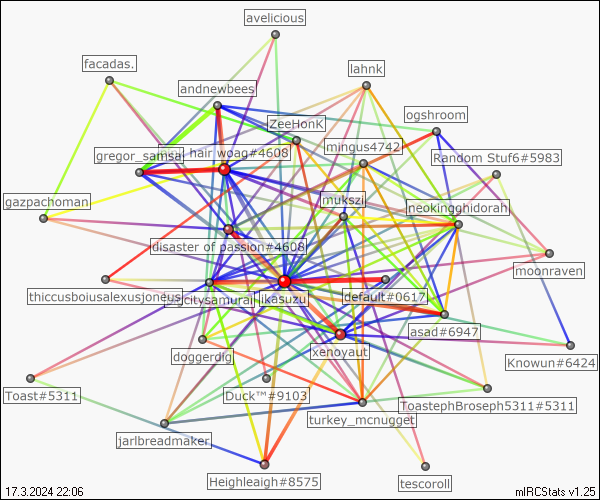 avelicious
facadas.
lahnk
andnewbees
ogshroom
ZeeHonK
mingus4742
gregor_samsa
hair woag#4608
Random Stuf6#5983
mukszii
gazpachoman
neokingghidorah
disaster of passion#4608
moonraven
thiccusboiusalexusjoneusi
citysamurai
ikasuzu
default#0617
asad#6947
doggerdig
xenoyaut
Knowun#6424
Toast#5311
Duck™#9103
ToastephBroseph5311#5311
turkey_mcnugget
jarlbreadmaker
Heighleaigh#8575
tescoroll
17.3.2024 22:06
mIRCStats v1.25